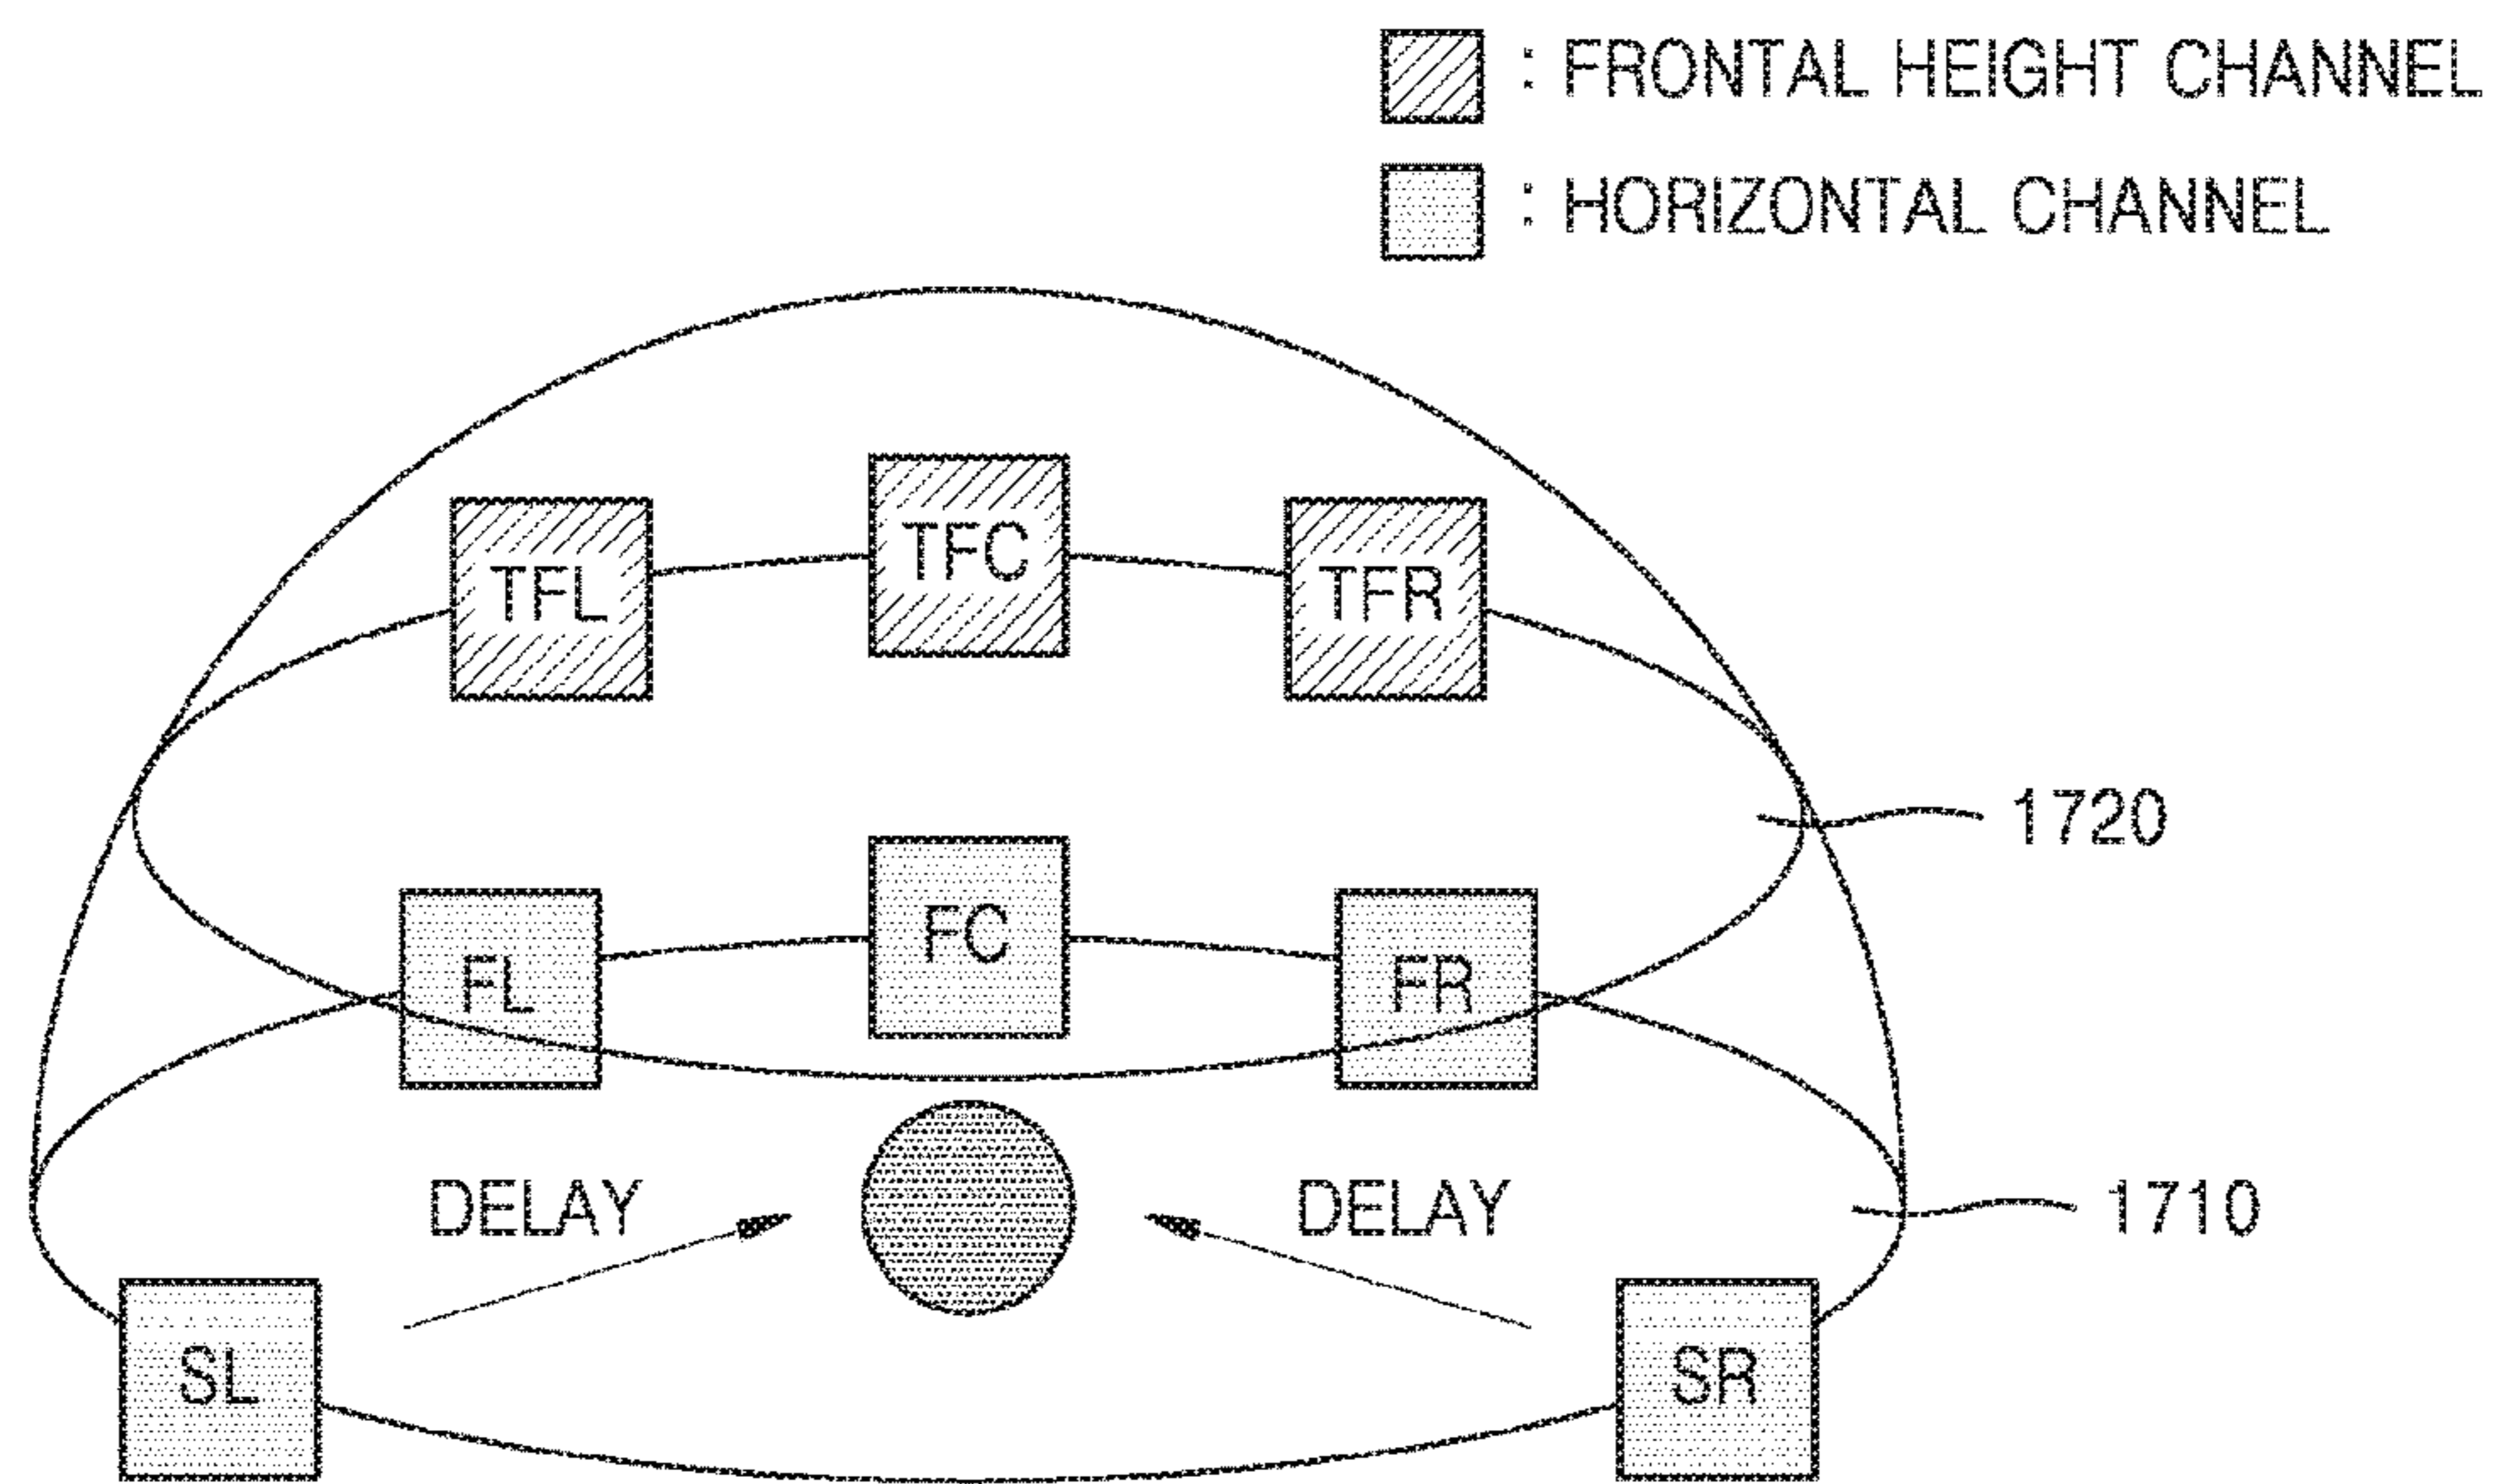 : FRONTAL HEIGHT CHANNEL
: HORIZONTAL CHANNEL
TFL TFC TFR
1720
FL FC FR
DELAY DELAY 1710
SL SR